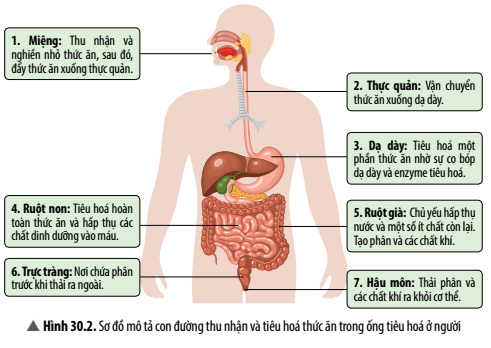 1. Miệng: Thu nhận và
nghiền nhỏ thức ăn, sau đó,
đẩy thức ăn xuống thực quản.
2. Thực quản: Vận chuyển
thức ăn xuống dạ dày.
3. Dạ dày: Tiêu hoá một
phần thức ăn nhờ sự co bóp
dạ dày và enzyme tiêu hoá.
4. Ruột non: Tiêu hoá hoàn
toàn thức ăn và hấp thụ các
chất dinh dưỡng vào máu.
5. Ruột già: Chủ yếu hấp thụ
nước và một số ít chất còn lại.
Tạo phân và các chất khí.
6. Trực tràng: Nơi chứa phân
trước khi thải ra ngoài.
7. Hậu môn: Thải phân và
các chất khí ra khỏi cơ thể.
▲ Hình 30.2. Sơ đồ mô tả con đường thu nhận và tiêu hoá thức ăn trong ống tiêu hoá ở người